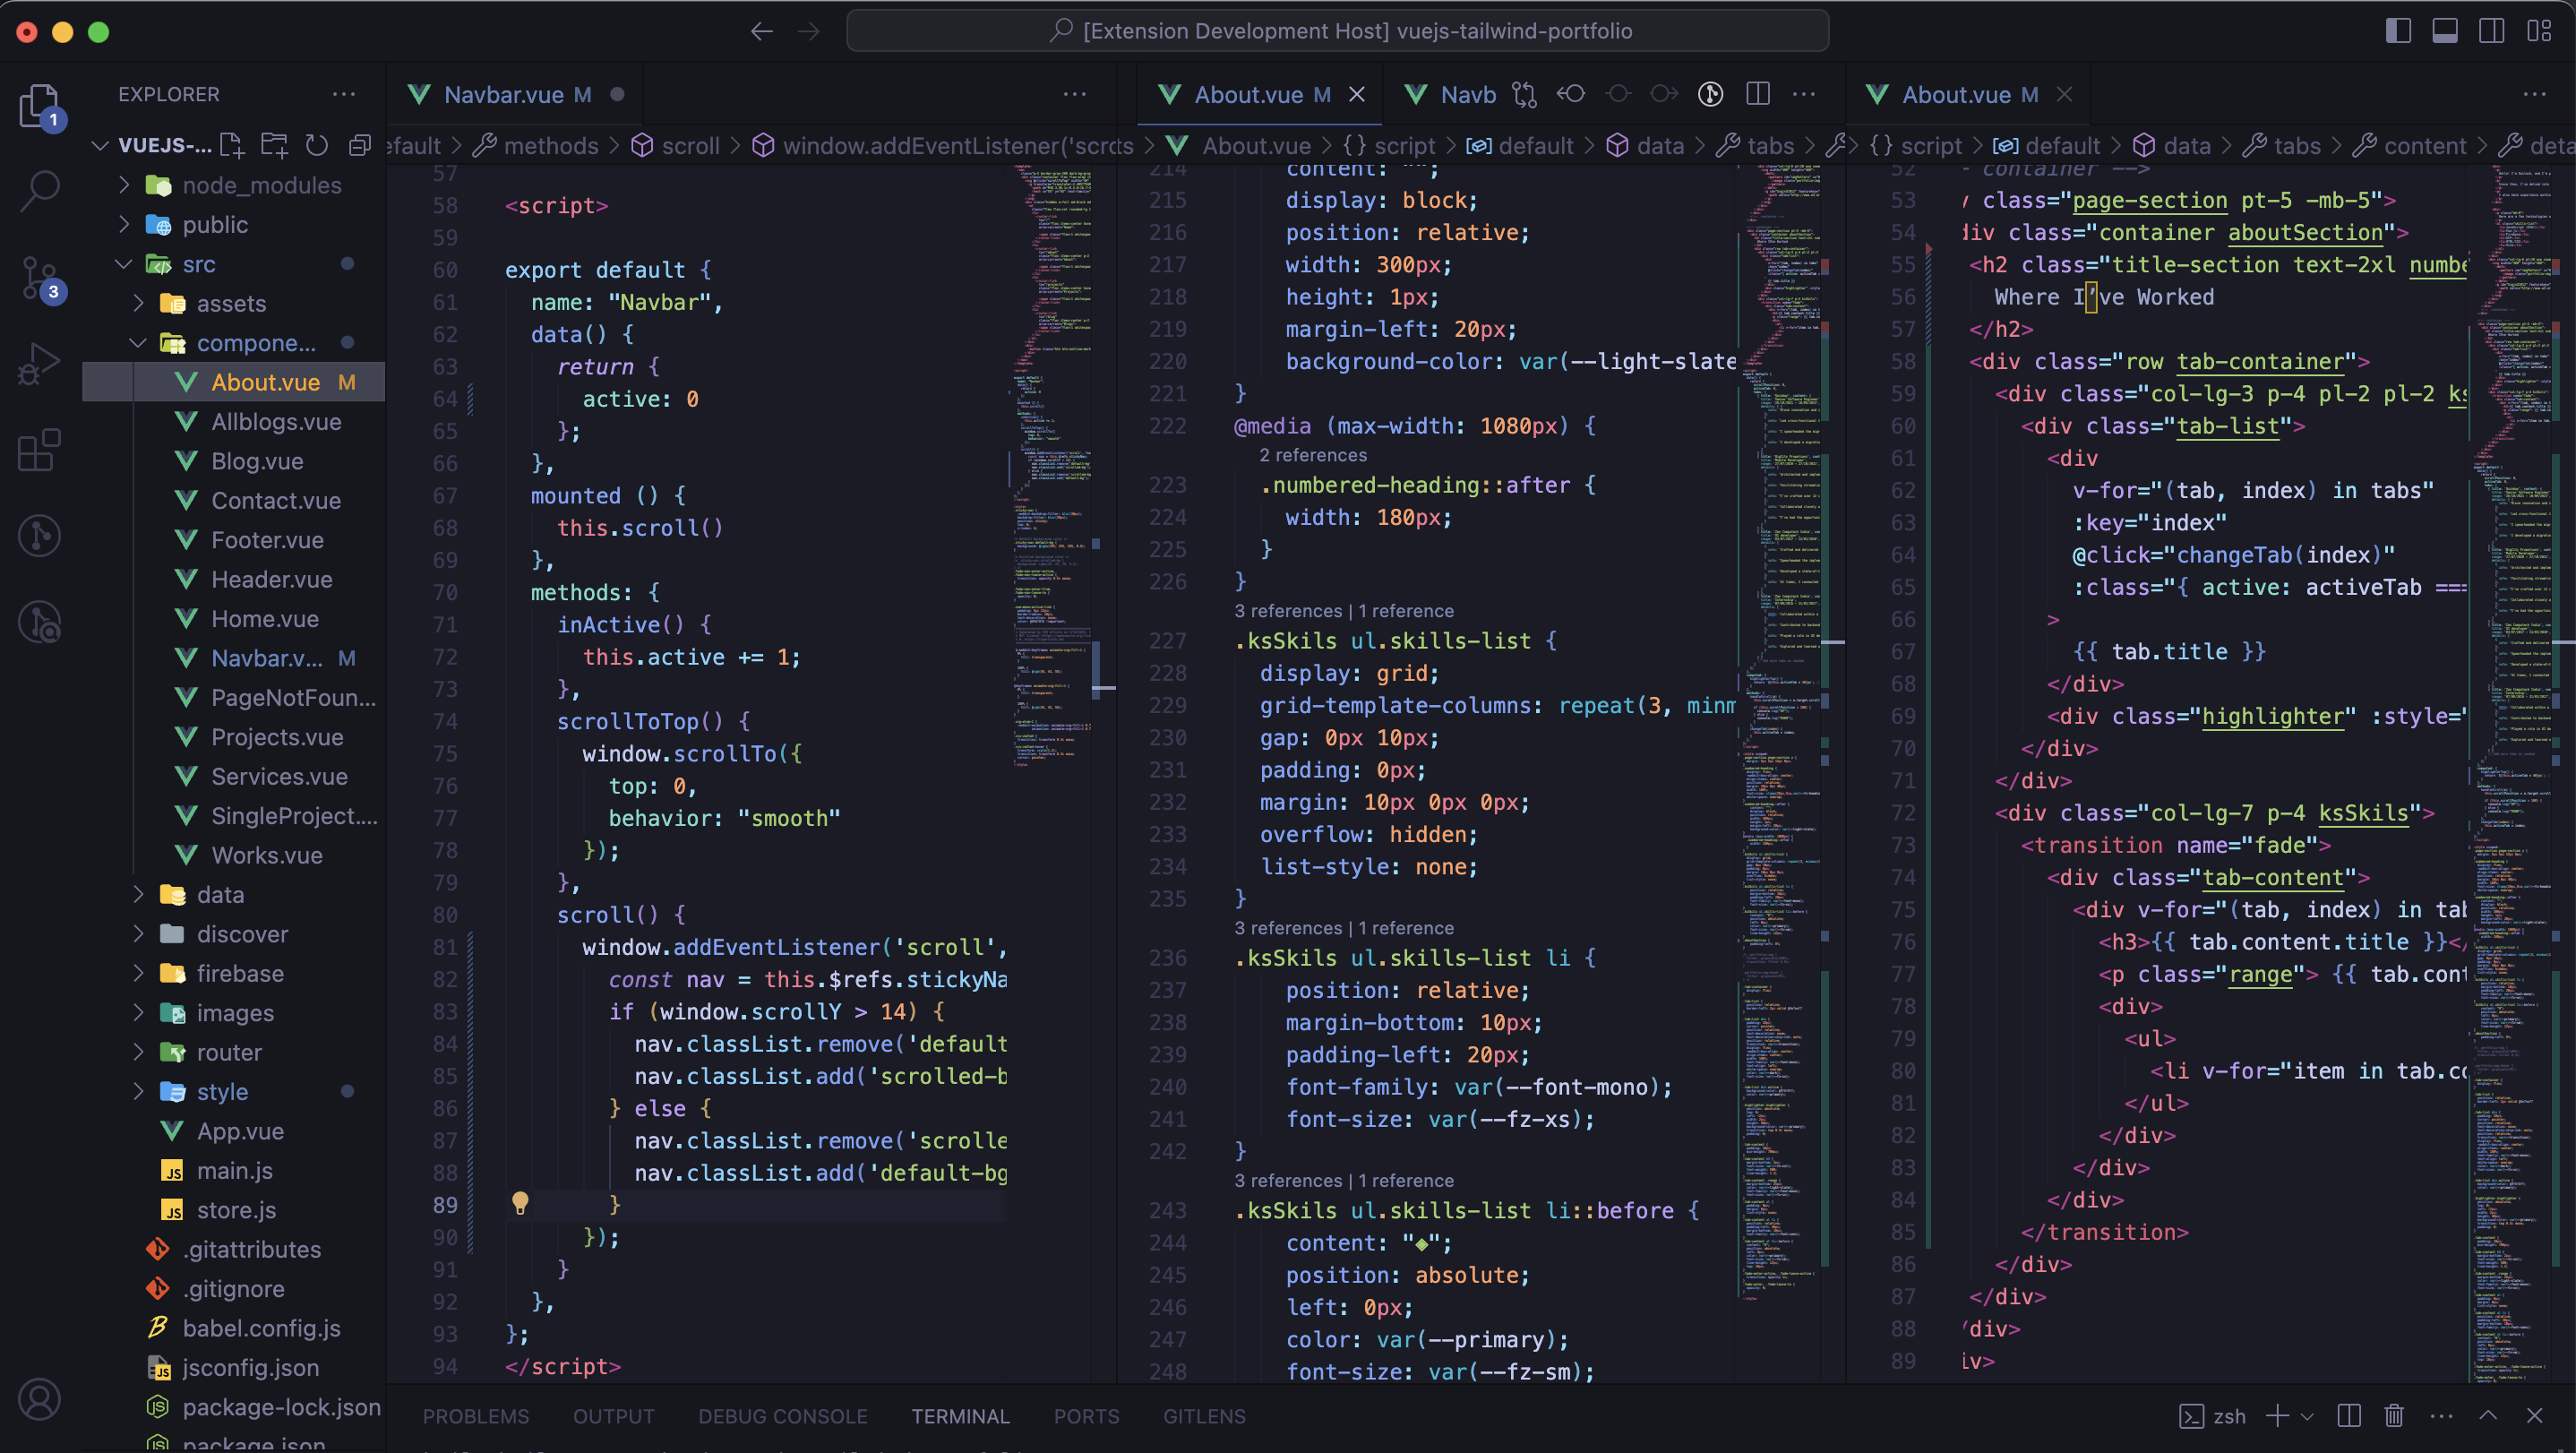 [Extension Development Host] vuejs-tailwind-portfolio
1
3
EXPLORER
VUEJS-...
node_modules
public
src
assets
compone...
About.vue M
Allblogs.vue
Blog.vue
Contact.vue
Footer.vue
Header.vue
Home.vue
Navbar.v... M
PageNotFoun...
Projects.vue
Services.vue
SingleProject....
Works.vue
data
discover
firebase
images
router
style
App.vue
main.js
store.js
.gitattributes
.gitignore
babel.config.js
jsconfig.json
package-lock.json
package.json
Navbar.vue M
efault > methods > scroll > window.addEventListener('scrc
57
58 <script>
59
60 export default {
61 name: "Navbar",
62 data() {
63 return {
64 active: 0
65 };
66 },
67 mounted () {
68 this.scroll()
69 },
70 methods: {
71 inActive() {
72 this.active += 1;
73 },
74 scrollToTop() {
75 window.scrollTo({
76 top: 0,
77 behavior: "smooth"
78 });
79 },
80 scroll() {
81 window.addEventListener('scroll',
82 const nav = this.$refs.stickyNa
83 if (window.scrollY > 14) {
84 nav.classList.remove('default
85 nav.classList.add('scrolled-b
86 } else {
87 nav.classList.remove('scrolle
88 nav.classList.add('default-bg
89 }
90 });
91 }
92 },
93 };
94 </script>
About.vue M
Navb
ts > About.vue > {} script > default > data > tabs >
214 content: "";
215 display: block;
216 position: relative;
217 width: 300px;
218 height: 1px;
219 margin-left: 20px;
220 background-color: var(--light-slate
221 }
222 @media (max-width: 1080px) {
2 references
223 .numbered-heading::after {
224 width: 180px;
225 }
226 }
3 references | 1 reference
227 .ksSkils ul.skills-list {
228 display: grid;
229 grid-template-columns: repeat(3, minm
230 gap: 0px 10px;
231 padding: 0px;
232 margin: 10px 0px 0px;
233 overflow: hidden;
234 list-style: none;
235 }
3 references | 1 reference
236 .ksSkils ul.skills-list li {
237 position: relative;
238 margin-bottom: 10px;
239 padding-left: 20px;
240 font-family: var(--font-mono);
241 font-size: var(--fz-xs);
242 }
3 references | 1 reference
243 .ksSkils ul.skills-list li::before {
244 content: "◈";
245 position: absolute;
246 left: 0px;
247 color: var(--primary);
248 font-size: var(--fz-sm);
About.vue M
> {} script > default > data > tabs > content > deta
52 - container -->
53 class="page-section pt-5 -mb-5">
54 div class="container aboutSection">
55 <h2 class="title-section text-2xl numbe
56 Where I’ve Worked
57 </h2>
58 <div class="row tab-container">
59 <div class="col-lg-3 p-4 pl-2 pl-2 ks
60 <div class="tab-list">
61 <div
62 v-for="(tab, index) in tabs"
63 :key="index"
64 @click="changeTab(index)"
65 :class="{ active: activeTab ===
66 >
67 {{ tab.title }}
68 </div>
69 <div class="highlighter" :style="
70 </div>
71 </div>
72 <div class="col-lg-7 p-4 ksSkils">
73 <transition name="fade">
74 <div class="tab-content">
75 <div v-for="(tab, index) in tab
76 <h3>{{ tab.content.title }}</
77 <p class="range"> {{ tab.cont
78 <div>
79 <ul>
80 <li v-for="item in tab.co
81 </ul>
82 </div>
83 </div>
84 </div>
85 </transition>
86 </div>
87 </div>
88 /div>
89 iv>
PROBLEMS OUTPUT DEBUG CONSOLE TERMINAL PORTS GITLENS
zsh